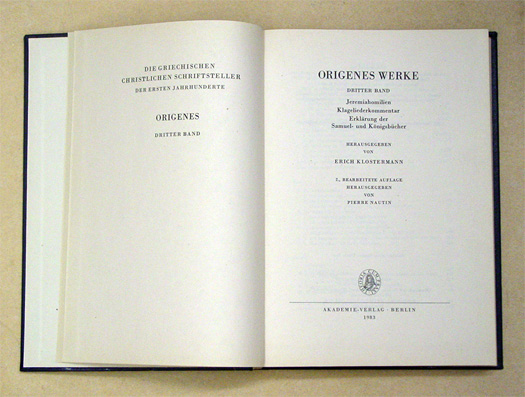 DIE GRIECHISCHEN
CHRISTLICHEN SCHRIFTSTELLER
DER ERSTEN JAHRHUNDERTE
ORIGENES
DRITTER BAND
ORIGENES WERKE
DRITTER BAND
Jeremiahomilien
Klageliederkommentar
Erklärung der
Samuel- und Königsbücher
HERAUSGEGEBEN
VON
ERICH KLOSTERMANN
BEARBEITETE AUFLAGE
HERAUSGEGEBEN
VON
PIERRE NAUTIN
AKADEMIE-VERLAG · BERLIN
1983